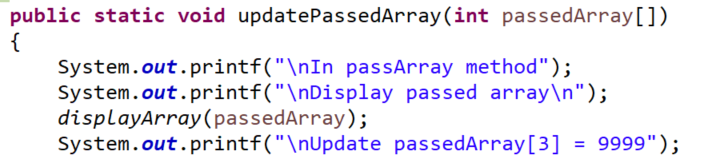 public static void updatePassedArray(int passedArray[])
{
System.out.printf("\nIn passArray method");
System.out.printf("\nDisplay passed array\n");
displayArray(passedArray);
System.out.printf("\nUpdate passedArray[3] = 9999");